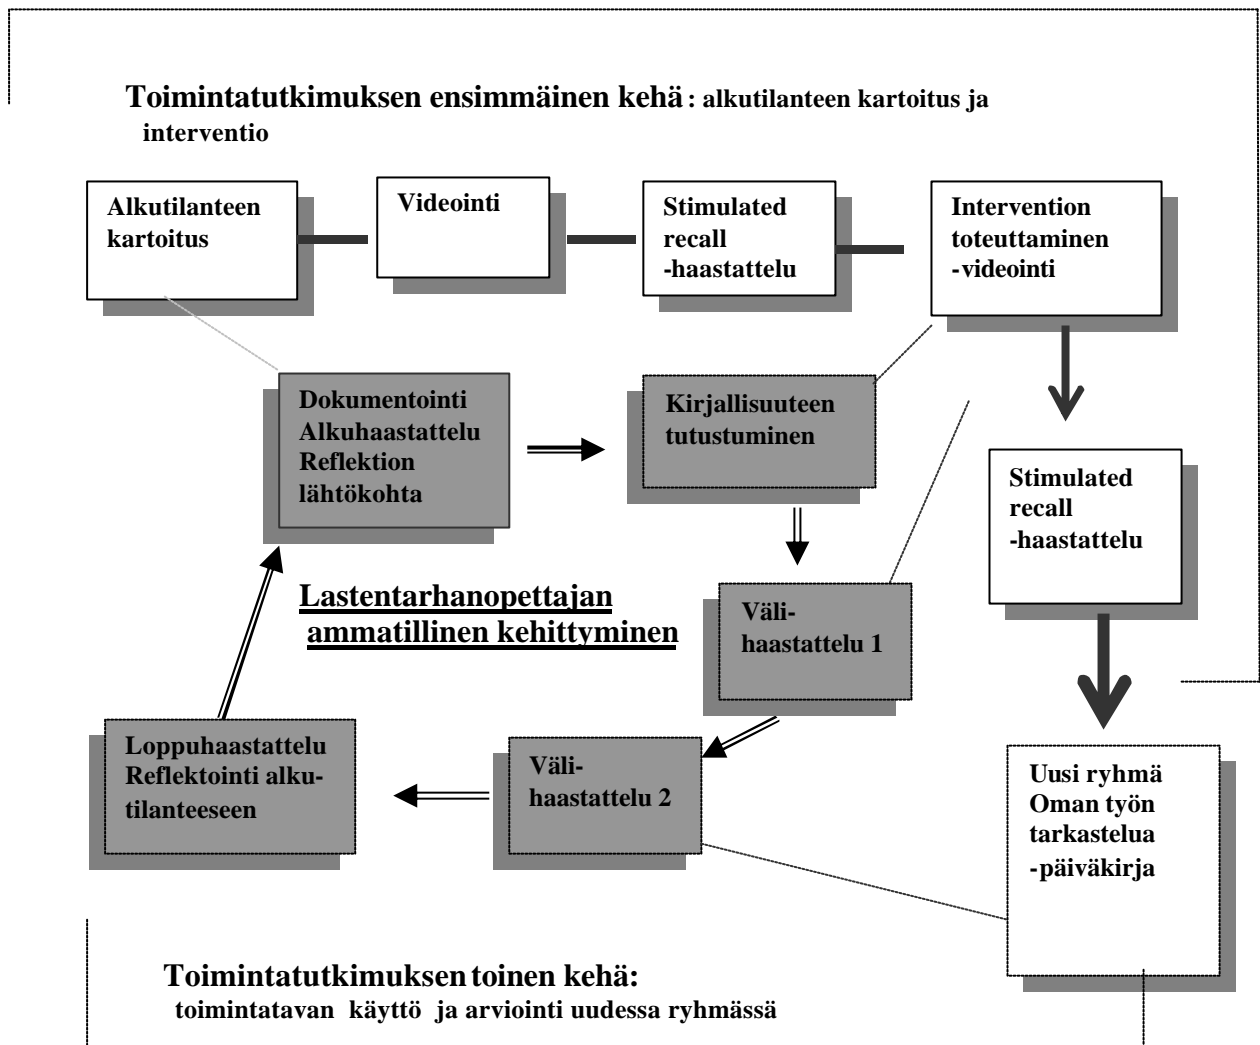 Toimintatutkimuksen ensimmäinen kehä : alkutilanteen kartoitus ja
interventio
Alkutilanteen
kartoitus
Videointi
Stimulated
recall
-haastattelu
Intervention
toteuttaminen
-videointi
Dokumentointi
Alkuhaastattelu
Reflektion
lähtökohta
Kirjallisuuteen
tutustuminen
Stimulated
recall
-haastattelu
Lastentarhanopettajan
ammatillinen kehittyminen
Väli-
haastattelu 1
Loppuhaastattelu
Reflektointi alku-
tilanteeseen
Väli-
haastattelu 2
Uusi ryhmä
Oman työn
tarkastelua
-päiväkirja
Toimintatutkimuksen toinen kehä:
toimintatavan käyttö ja arviointi uudessa ryhmässä